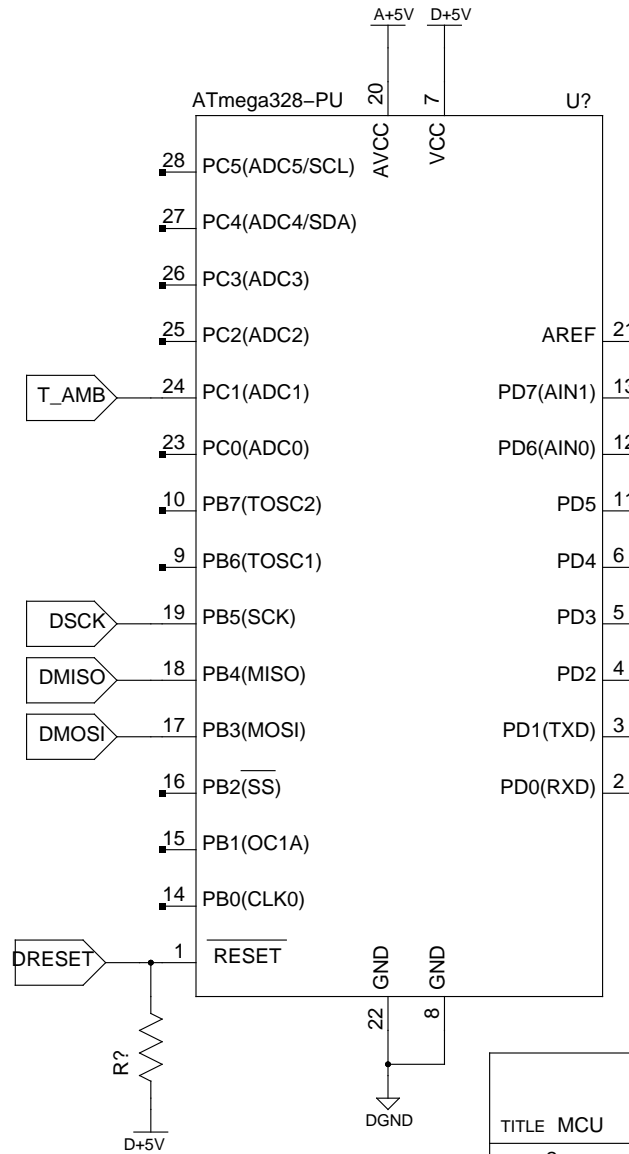 A+5V D+5V
ATmega328-PU 20 7 U?
AVCC VCC
28 PC5(ADC5/SCL)
27 PC4(ADC4/SDA)
26 PC3(ADC3)
25 PC2(ADC2) AREF 21
T_AMB 24 PC1(ADC1) PD7(AIN1) 13
23 PC0(ADC0) PD6(AIN0) 12
10 PB7(TOSC2) PD5 11
9 PB6(TOSC1) PD4 6
DSCK 19 PB5(SCK) PD3 5
DMISO 18 PB4(MISO) PD2 4
DMOSI 17 PB3(MOSI) PD1(TXD) 3
16 PB2(SS) PD0(RXD) 2
15 PB1(OC1A)
14 PB0(CLK0)
DRESET 1 RESET
GND GND
22 8
R?
D+5V
DGND
TITLE MCU